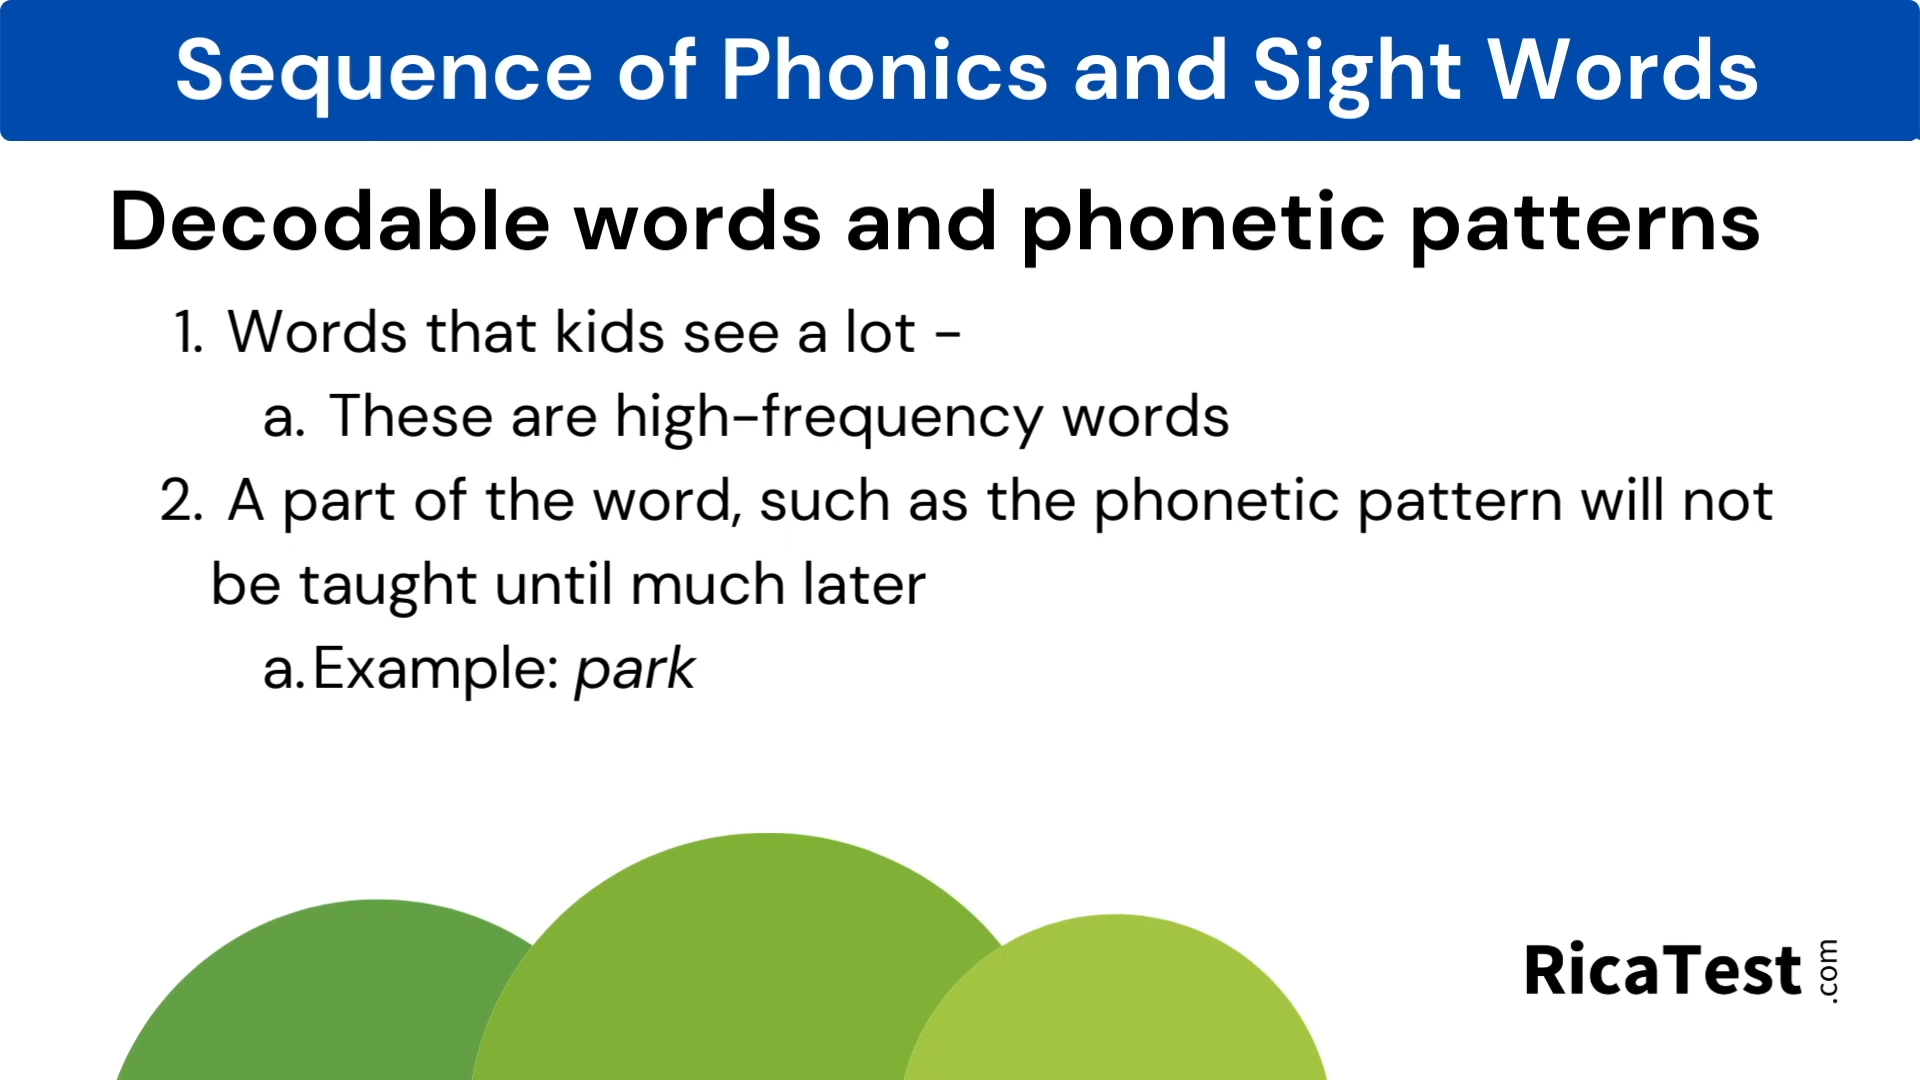 Sequence of Phonics and Sight Words
Decodable words and phonetic patterns
1. Words that kids see a lot -
a. These are high-frequency words
2. A part of the word, such as the phonetic pattern will not
be taught until much later
a. Example: park
RicaTest.com